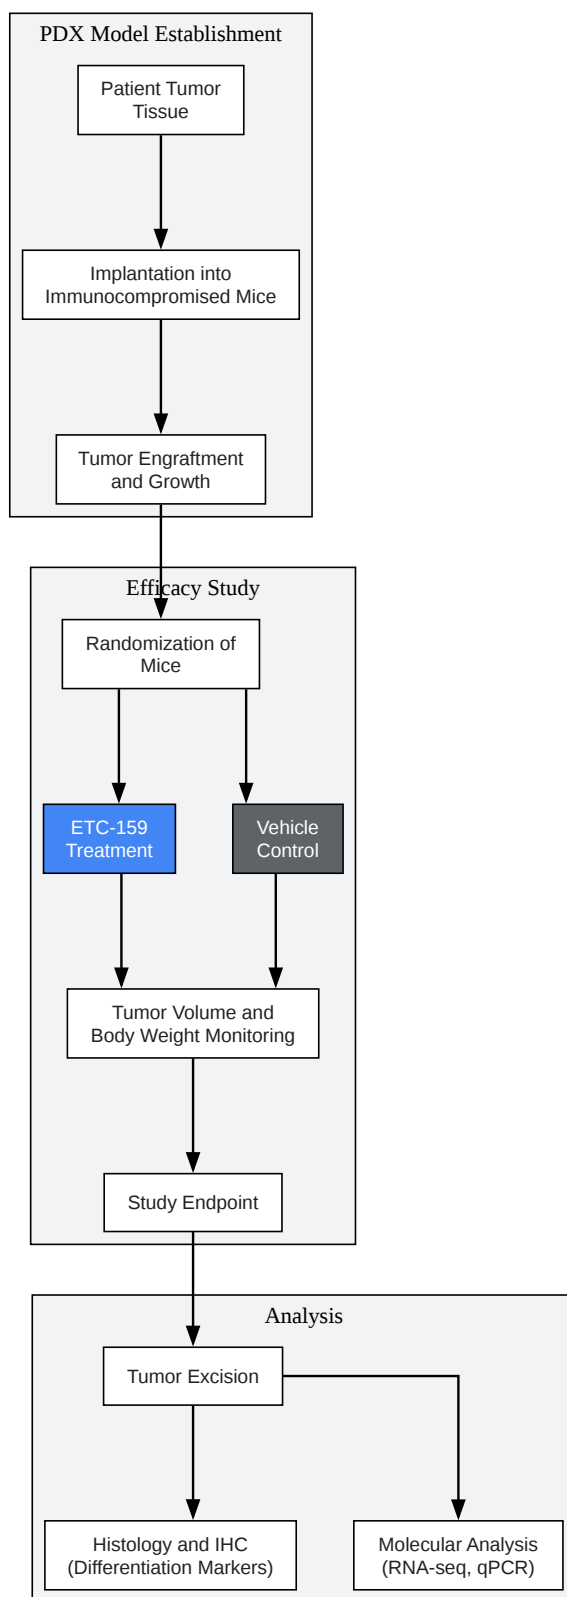 PDX Model Establishment
Patient Tumor
Tissue
Implantation into
Immunocompromised Mice
Tumor Engraftment
and Growth
Efficacy Study
Randomization of
Mice
ETC-159
Treatment
Vehicle
Control
Tumor Volume and
Body Weight Monitoring
Study Endpoint
Analysis
Tumor Excision
Histology and IHC
(Differentiation Markers)
Molecular Analysis
(RNA-seq, qPCR)